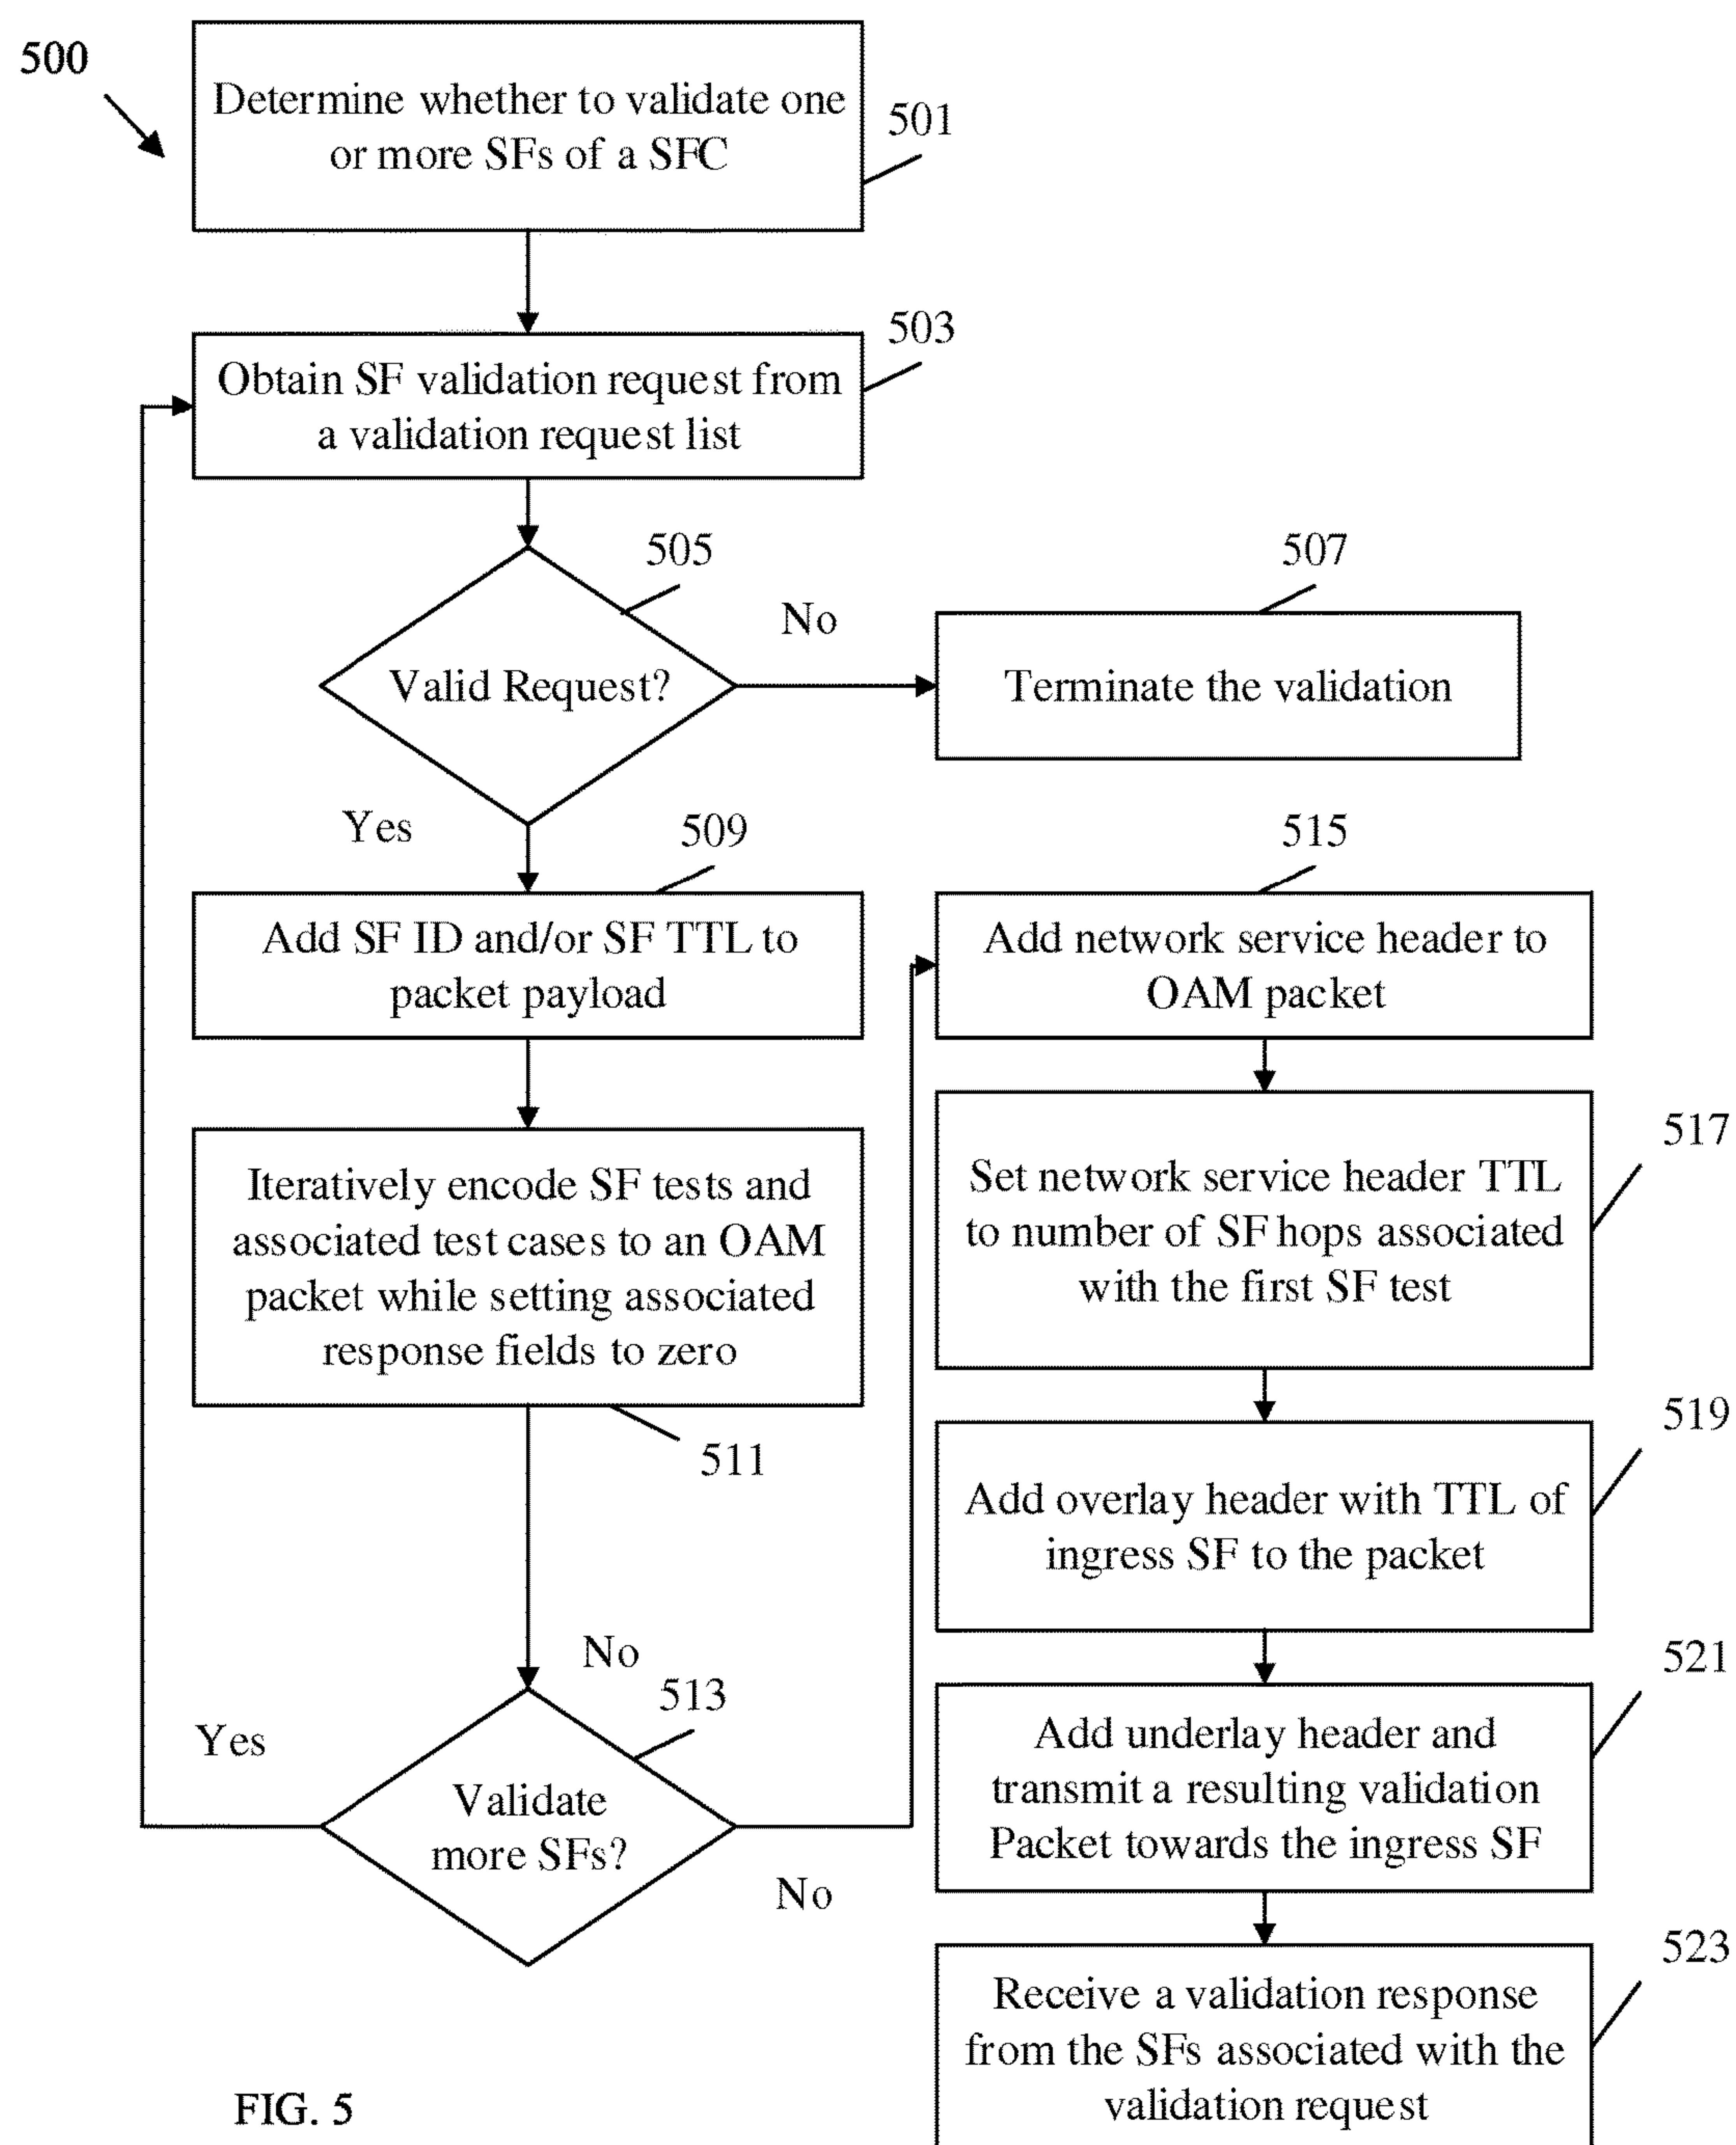 500
Determine whether to validate one
or more SFs of a SFC
501
503
Obtain SF validation request from
a validation request list
505
Valid Request?
No
507
Terminate the validation
Yes
509
Add SF ID and/or SF TTL to
packet payload
Iteratively encode SF tests and
associated test cases to an OAM
packet while setting associated
response fields to zero
511
No
513
Yes
Validate
more SFs?
No
515
Add network service header to
OAM packet
517
Set network service header TTL
to number of SF hops associated
with the first SF test
519
Add overlay header with TTL of
ingress SF to the packet
521
Add underlay header and
transmit a resulting validation
Packet towards the ingress SF
523
Receive a validation response
from the SFs associated with the
validation request
FIG. 5